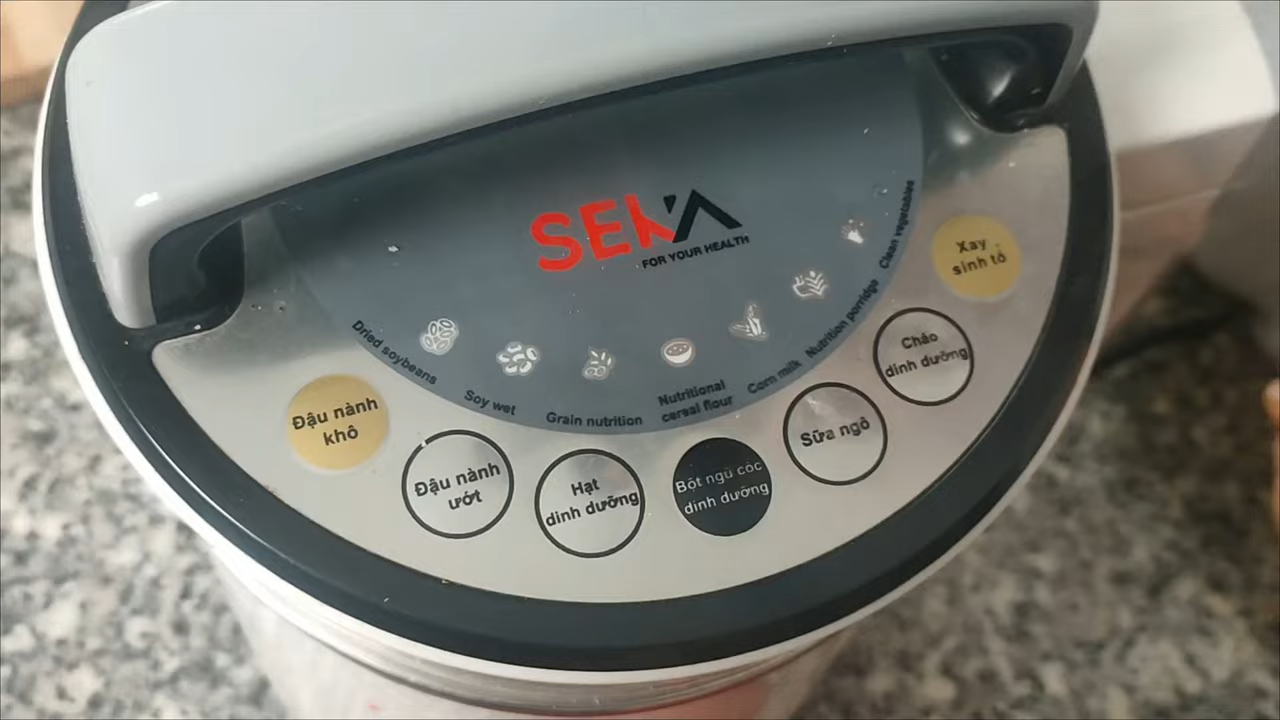 SEKA
FOR YOUR HEALTH
Dried soybeans
Soy wet
Grain nutrition
Nutritional
cereal flour
Corn milk
Nutrition porridge
Clean vegetables
Đậu nành
khô
Đậu nành
ướt
Hạt
dinh dưỡng
Bột ngũ cốc
dinh dưỡng
Sữa ngô
Cháo
dinh dưỡng
Xay
sinh tố